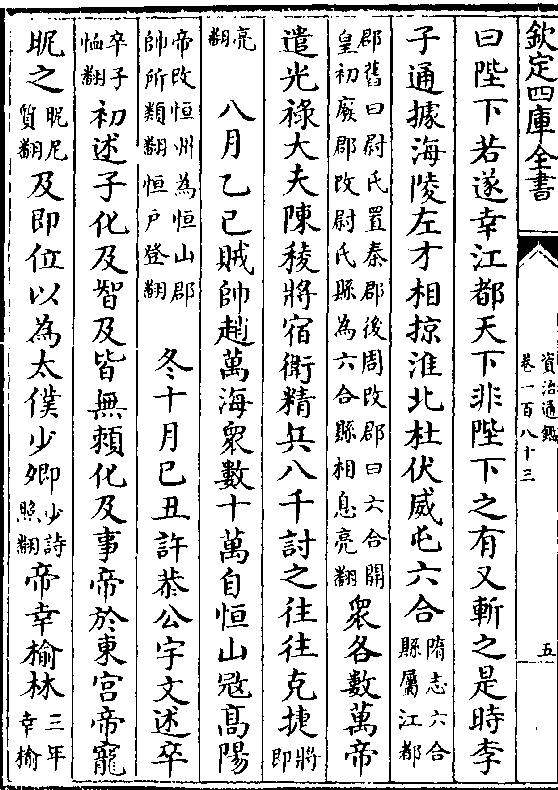 欽定四庫全書
資治通鑑
卷一百八十三
五
曰陛下若遂幸江都天下非陛下之有又斬之是時李
子通據海陵左才相掠淮北杜伏威屯六合隋志六合縣屬江都
郡舊曰尉氏置秦郡後周改郡曰六合開皇初廢郡改尉氏縣為六合縣相息亮翻衆各數萬帝
遣光祿大夫陳稜將宿衛精兵八千討之往往克捷將即
亮翻八月乙巳賊帥趙萬海衆數十萬自恒山宼髙陽
帝改恒州為恒山郡帥所類翻恒户登翻冬十月己丑許恭公宇文述卒
卒子恤翻初述子化及智及皆無頼化及事帝於東宫帝寵
昵之昵尼質翻及即位以為太僕少卿少詩照翻帝幸榆林三年幸榆